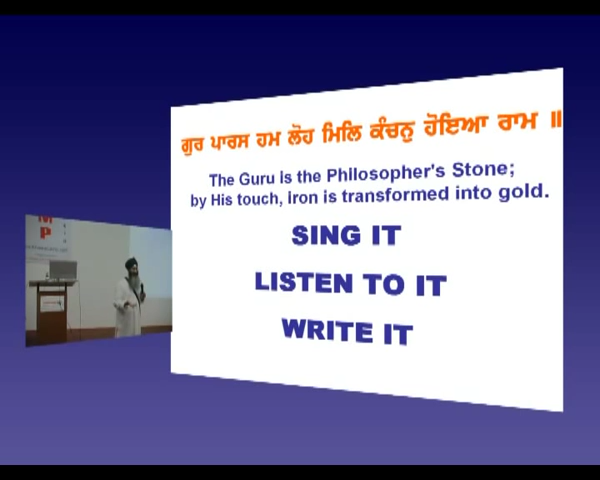 ਗੁਰ ਪਾਰਸ ਹਮ ਲੋਹ ਮਿਲਿ ਕੰਚਨੁ ਹੋਇਆ ਰਾਮ ॥
The Guru is the Philosopher's Stone;
by His touch, iron is transformed into gold.
SING IT
LISTEN TO IT
WRITE IT
M
P